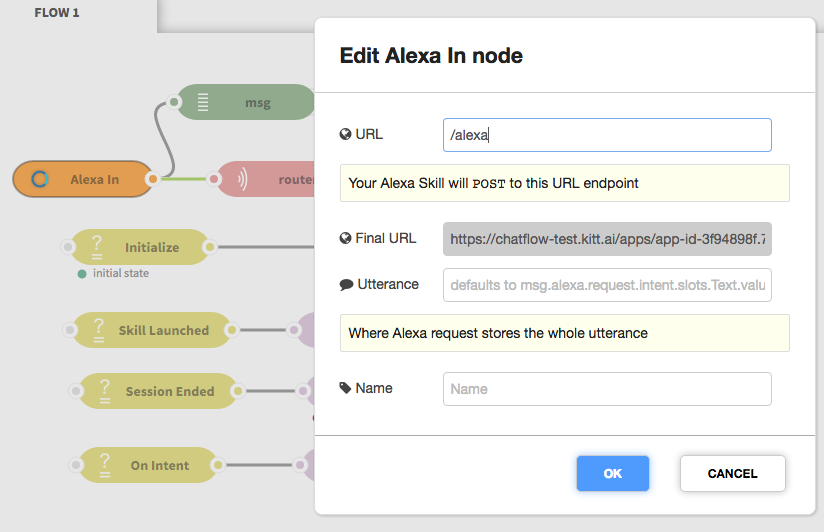 FLOW 1
Edit Alexa In node
msg
URL
/alexa
Alexa In
router
Your Alexa Skill will POST to this URL endpoint
Final URL
https://chatflow-test.kitt.ai/apps/app-id-3f94898f.7
Initialize
initial state
Utterance
defaults to msg.alexa.request.intent.slots.Text.valu
Skill Launched
Where Alexa request stores the whole utterance
Session Ended
Name
Name
On Intent
OK
CANCEL